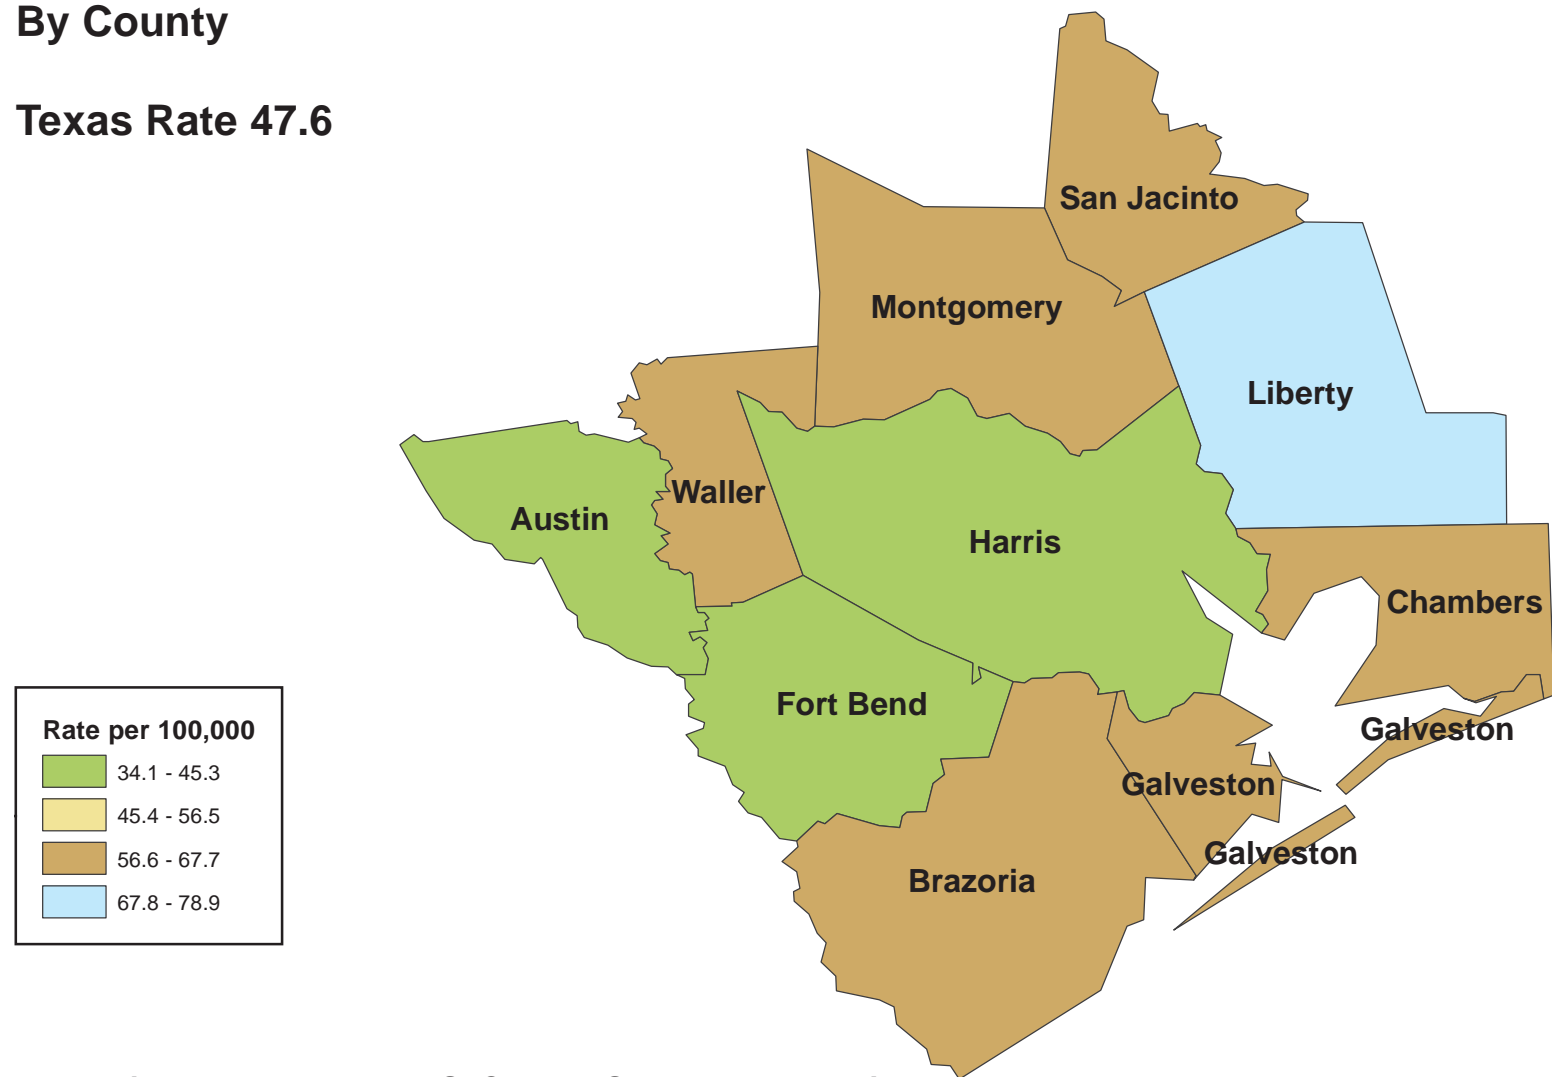 By County
Texas Rate 47.6
San Jacinto
Montgomery
Liberty
Waller
Austin
Harris
Chambers
Fort Bend
Galveston
Galveston
Galveston
Brazoria
Rate per 100,000
34.1 - 45.3
45.4 - 56.5
56.6 - 67.7
67.8 - 78.9